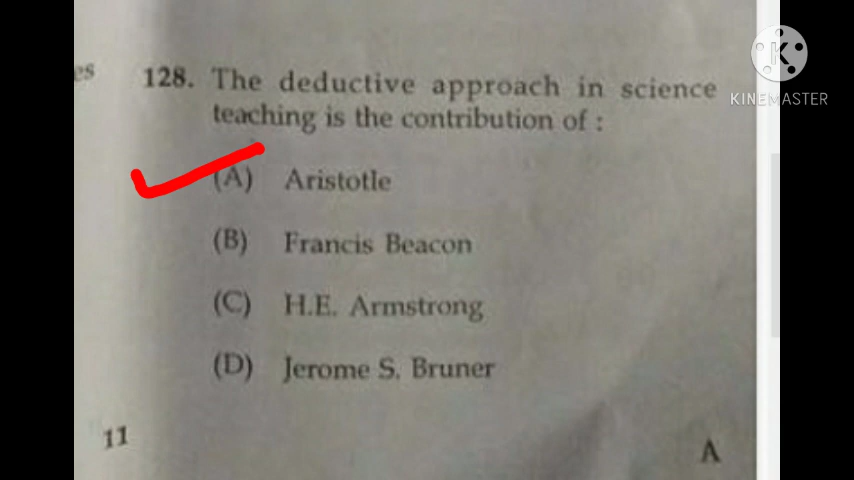 es
128. The deductive approach in science
teaching is the contribution of :
(A) Aristotle
(B) Francis Beacon
(C) H.E. Armstrong
(D) Jerome S. Bruner
11
A
K
KINEMASTER